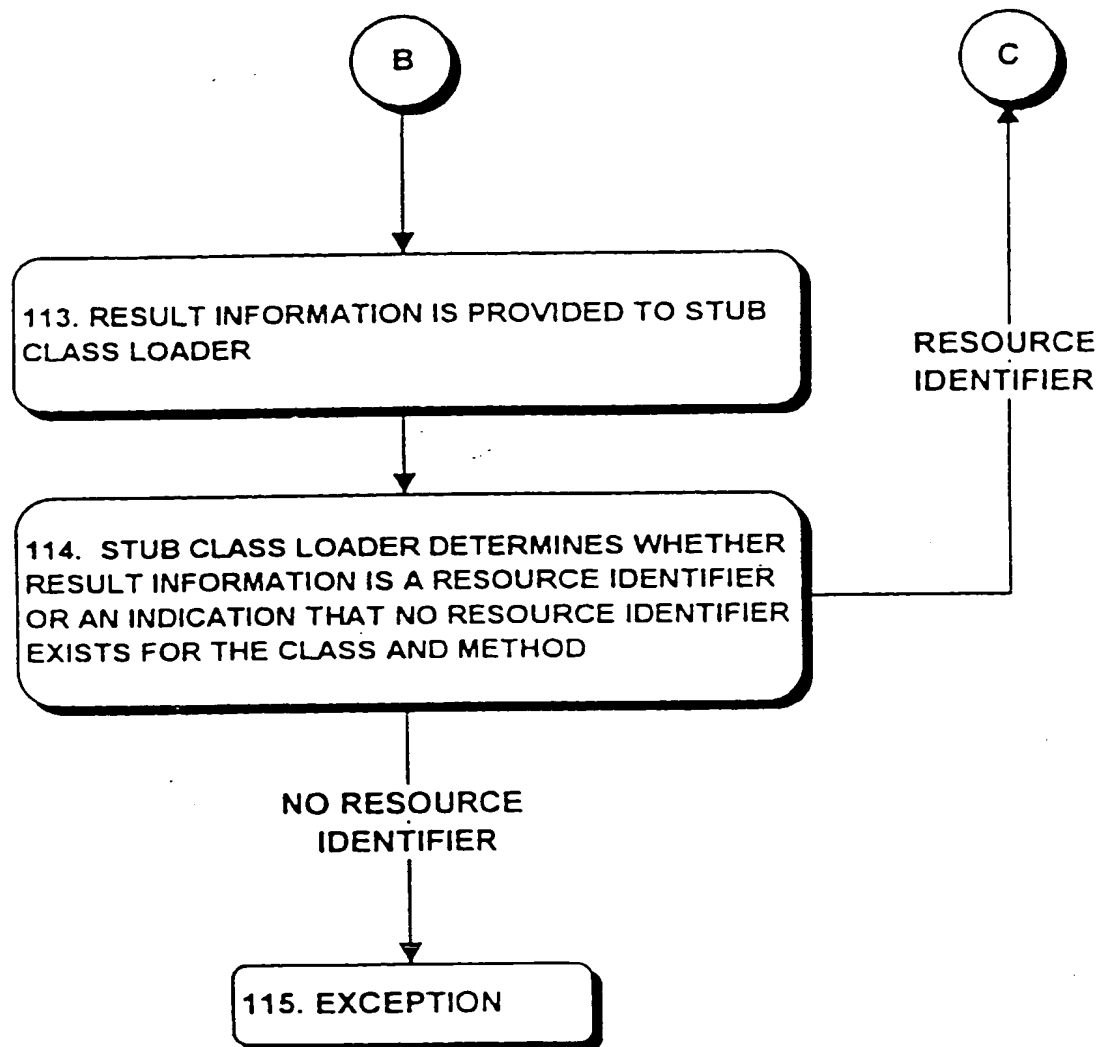 B
C
113. RESULT INFORMATION IS PROVIDED TO STUB
CLASS LOADER
RESOURCE
IDENTIFIER
114. STUB CLASS LOADER DETERMINES WHETHER
RESULT INFORMATION IS A RESOURCE IDENTIFIER
OR AN INDICATION THAT NO RESOURCE IDENTIFIER
EXISTS FOR THE CLASS AND METHOD
NO RESOURCE
IDENTIFIER
115. EXCEPTION